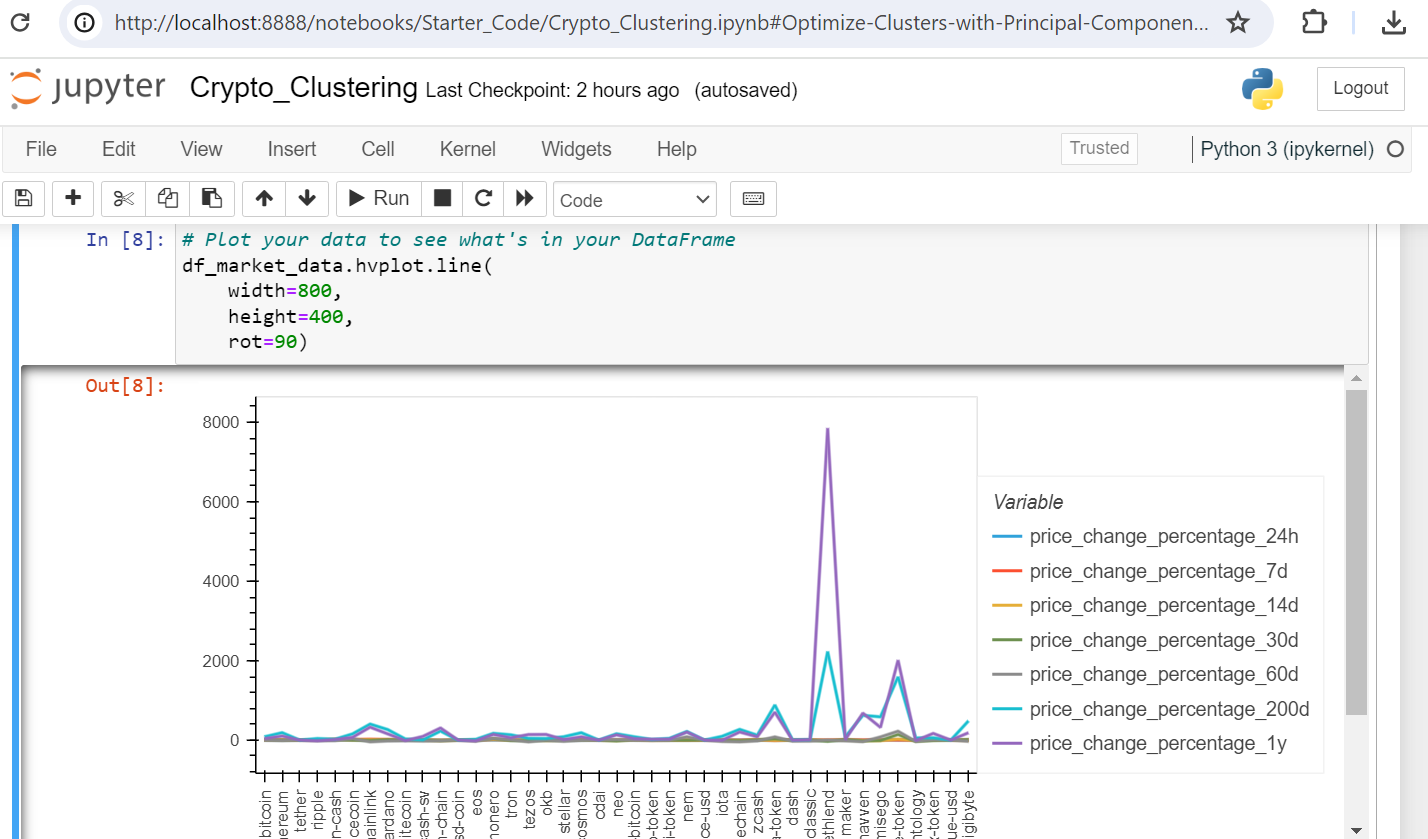 http://localhost:8888/notebooks/Starter_Code/Crypto_Clustering.ipynb#Optimize-Clusters-with-Principal-Componen...
jupyter Crypto_Clustering Last Checkpoint: 2 hours ago (autosaved) Logout
File Edit View Insert Cell Kernel Widgets Help Trusted Python 3 (ipykernel)
Run Code
In [8]: # Plot your data to see what's in your DataFrame
df_market_data.hvplot.line(
width=800,
height=400,
rot=90)
Out[8]:
8000
6000
4000
2000
0
Variable
price_change_percentage_24h
price_change_percentage_7d
price_change_percentage_14d
price_change_percentage_30d
price_change_percentage_60d
price_change_percentage_200d
price_change_percentage_1y
bitcoin
ereum
tether
ripple
n-cash
cecoin
ainlink
ardano
itecoin
cash-sv
n-chain
sd-coin
eos
onero
tron
tezos
okb
stellar
osmos
cdai
neo
-bitcoin
o-token
i-token
nem
ce-usd
iota
echain
zcash
e-token
dash
classic
ethlend
maker
avven
misego
e-token
ntology
x-token
ue-usd
igibyte